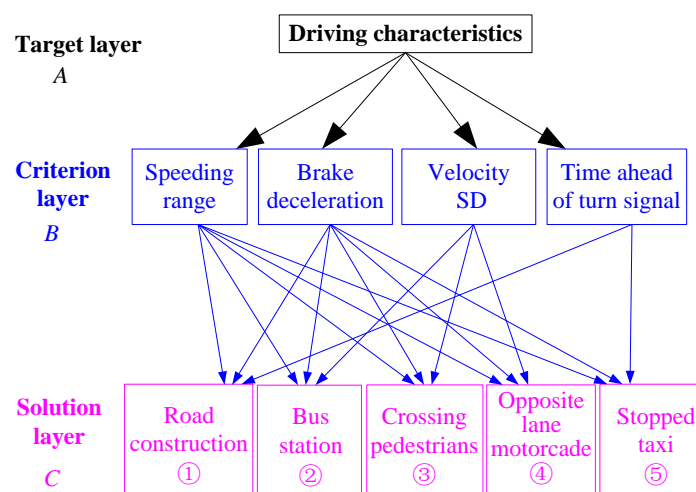 Target layer
A
Driving characteristics
Criterion
layer
B
Speeding
range
Brake
deceleration
Velocity
SD
Time ahead
of turn signal
Solution
layer
C
Road
construction
①
Bus
station
②
Crossing
pedestrians
③
Opposite
lane
motorcade
④
Stopped
taxi
⑤